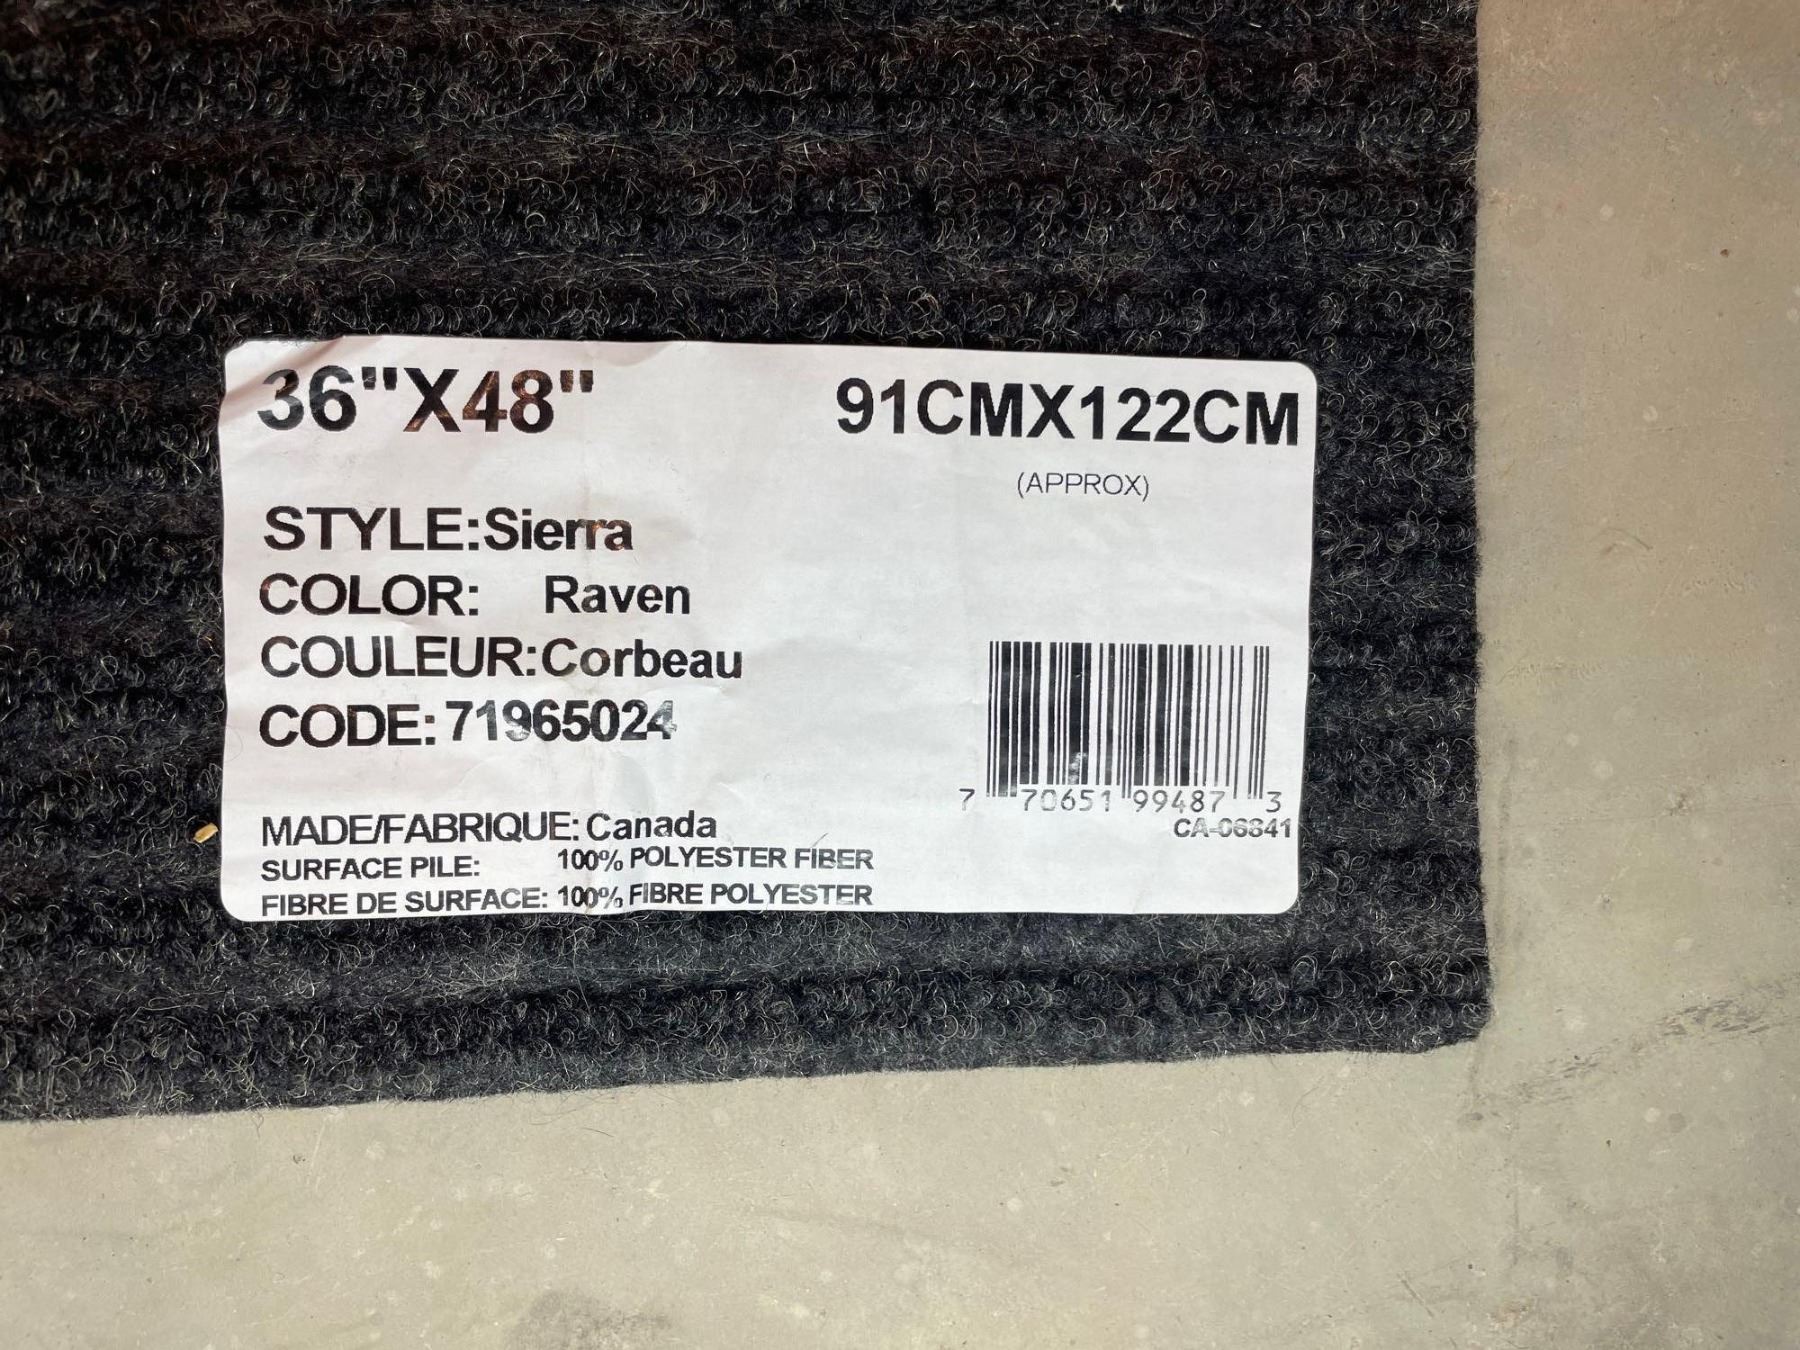 36"X48" 91CMX122CM
(APPROX)
STYLE:Sierra
COLOR: Raven
COULEUR:Corbeau
CODE:71965024
7 70651 99487 3
CA-06841
MADE/FABRIQUE: Canada
SURFACE PILE: 100% POLYESTER FIBER
FIBRE DE SURFACE: 100% FIBRE POLYESTER